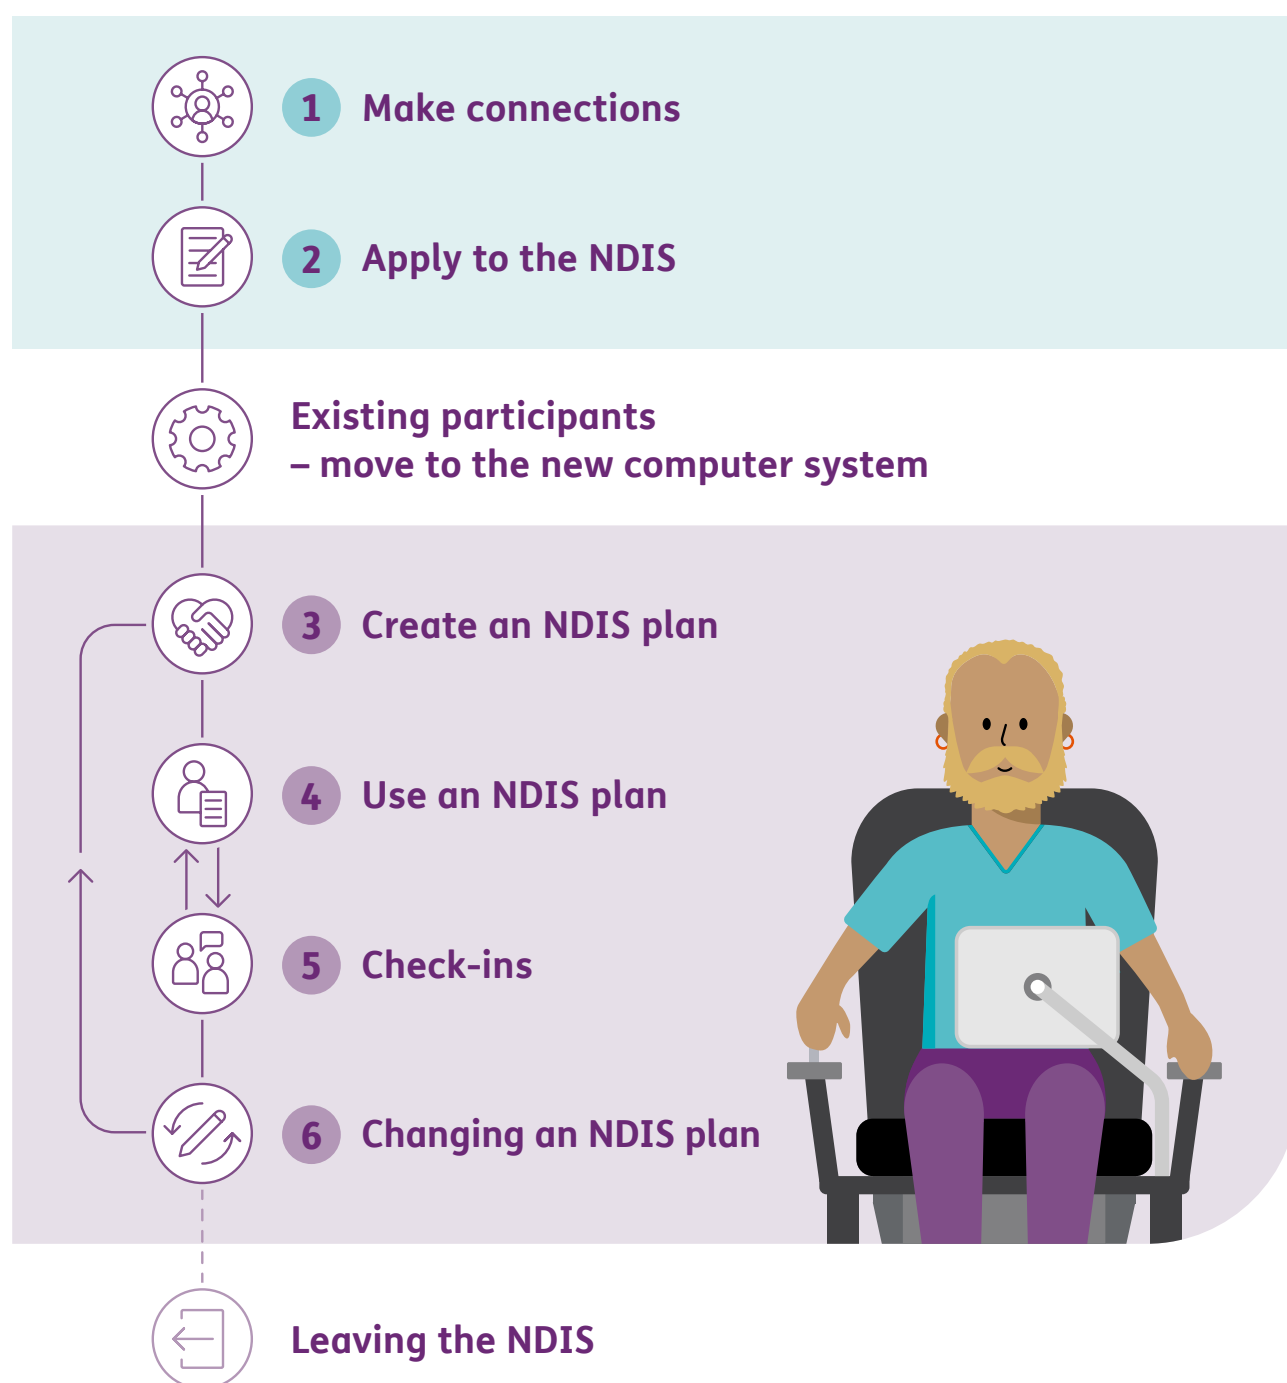 1 Make connections
2 Apply to the NDIS
Existing participants
– move to the new computer system
3 Create an NDIS plan
4 Use an NDIS plan
5 Check-ins
6 Changing an NDIS plan
Leaving the NDIS